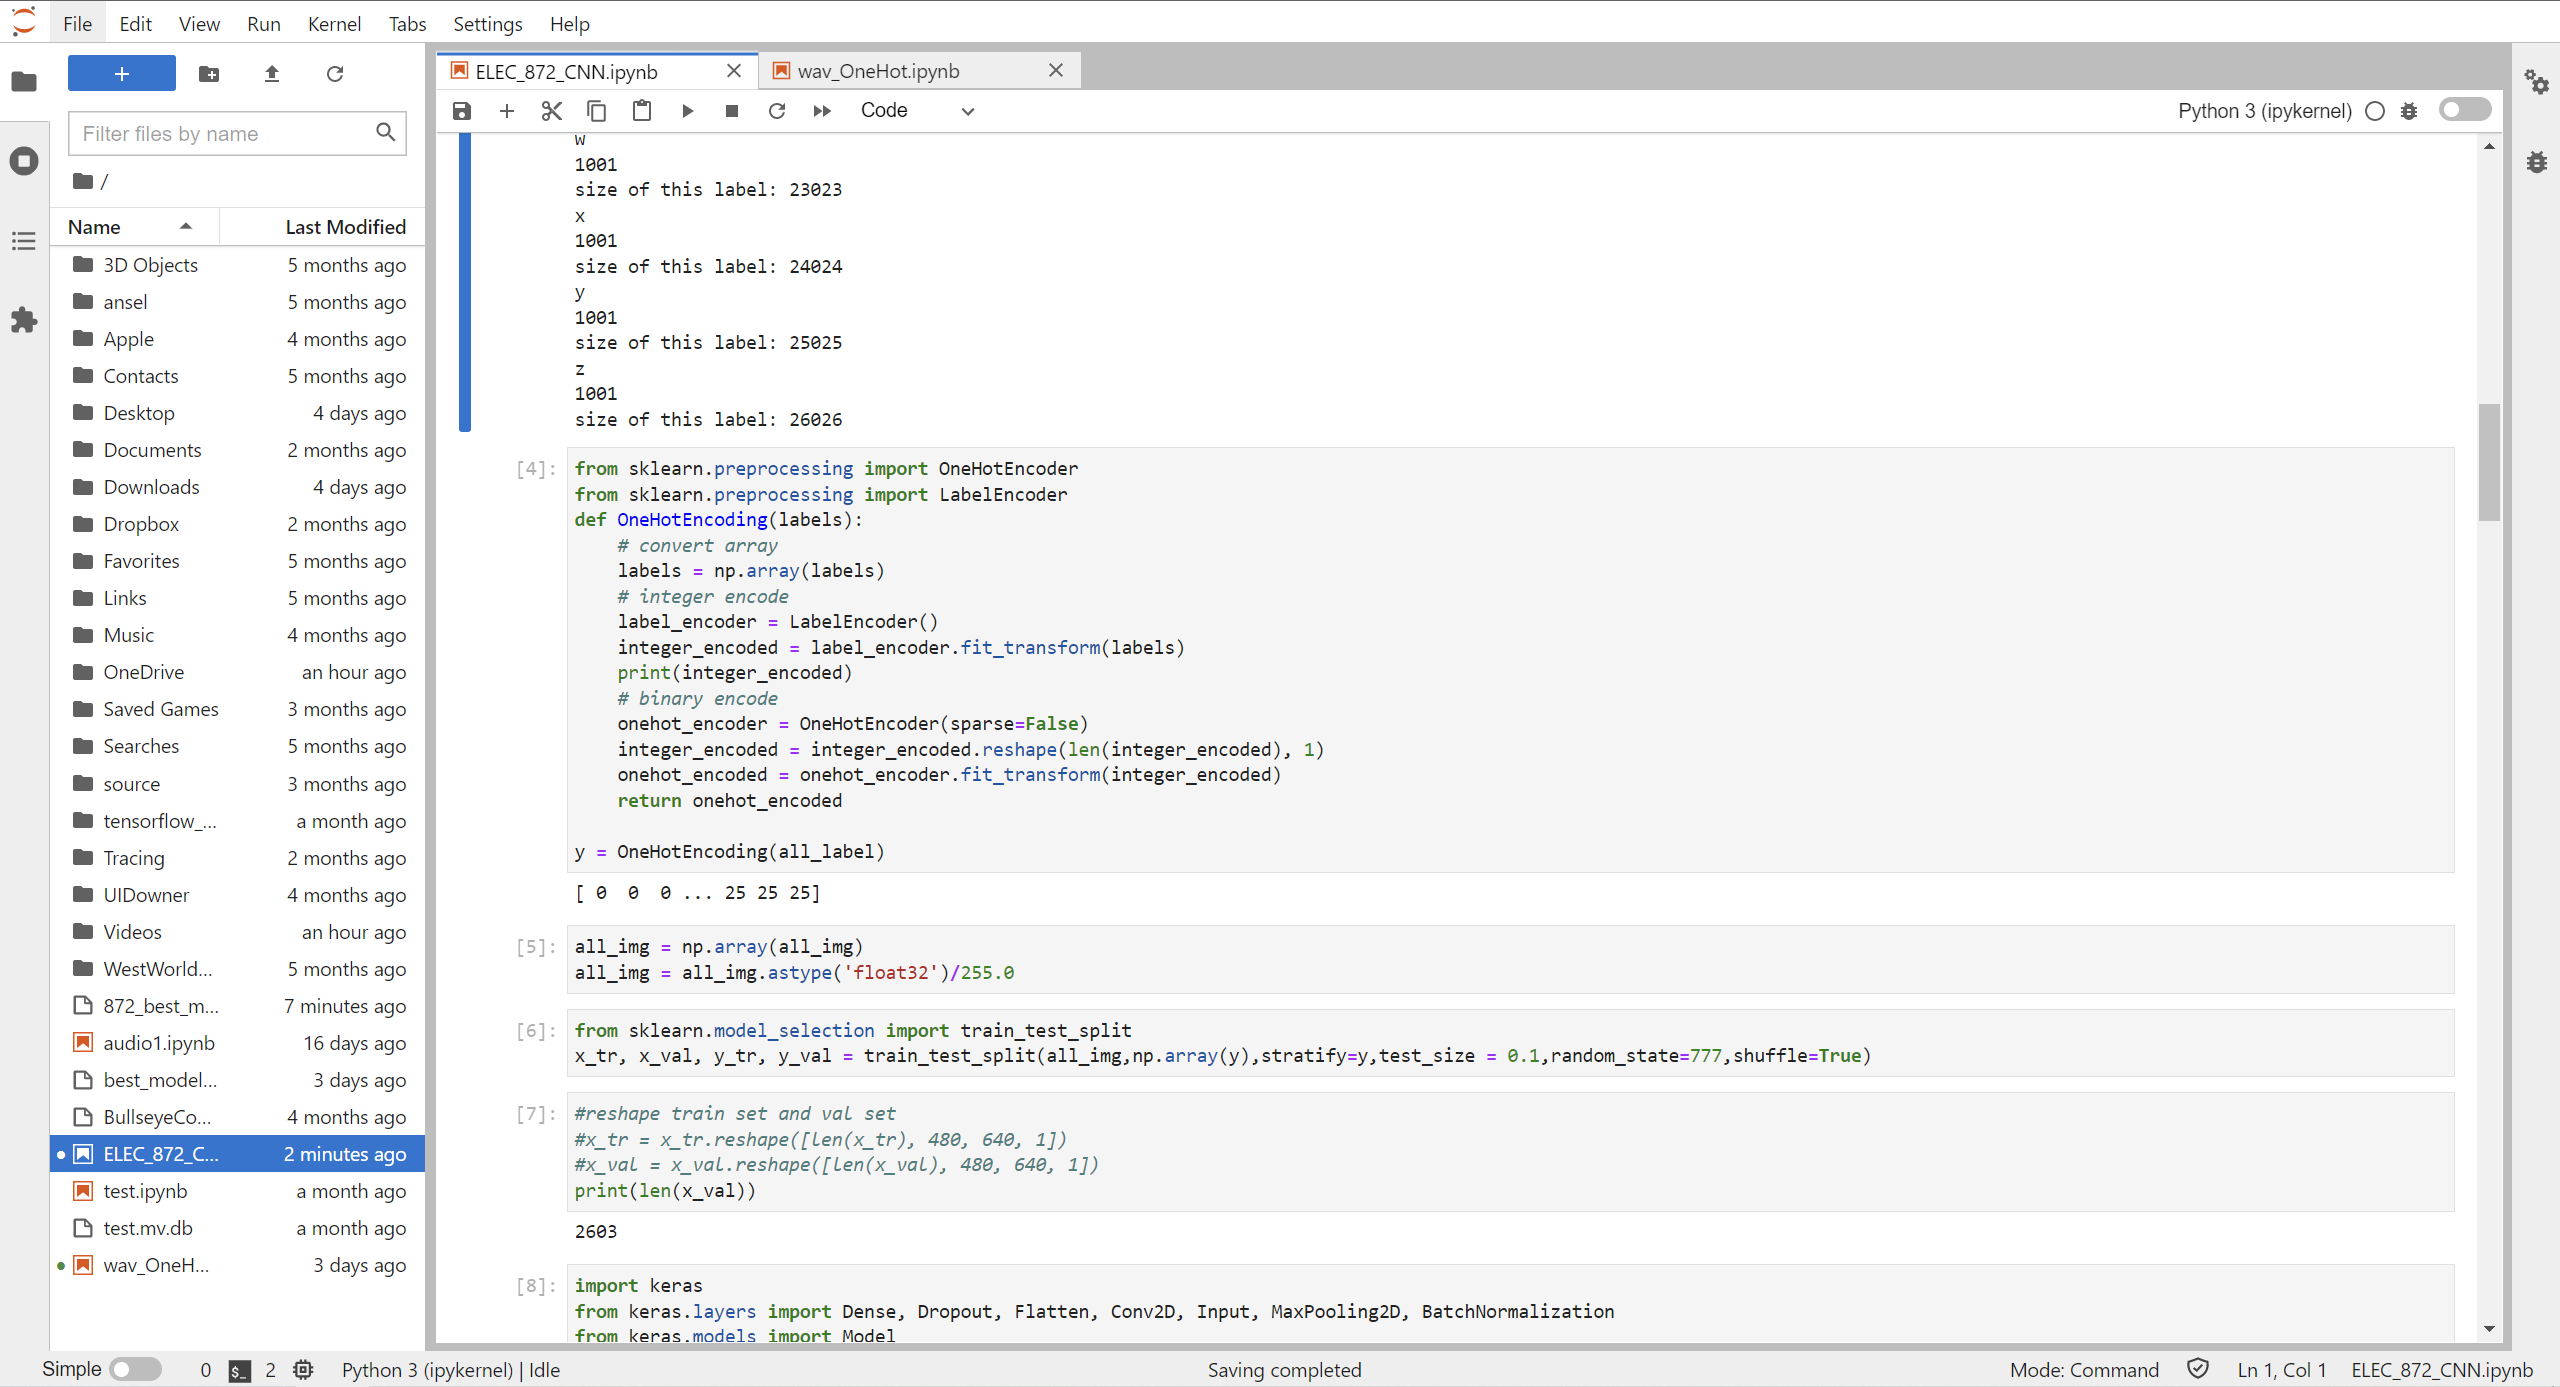 File Edit View Run Kernel Tabs Settings Help
+
Filter files by name
/
Name Last Modified
3D Objects 5 months ago
ansel 5 months ago
Apple 4 months ago
Contacts 5 months ago
Desktop 4 days ago
Documents 2 months ago
Downloads 4 days ago
Dropbox 2 months ago
Favorites 5 months ago
Links 5 months ago
Music 4 months ago
OneDrive an hour ago
Saved Games 3 months ago
Searches 5 months ago
source 3 months ago
tensorflow_... a month ago
Tracing 2 months ago
UIDowner 4 months ago
Videos an hour ago
WestWorld... 5 months ago
872_best_m... 7 minutes ago
audio1.ipynb 16 days ago
best_model... 3 days ago
BullseyeCo... 4 months ago
ELEC_872_C... 2 minutes ago
test.ipynb a month ago
test.mv.db a month ago
wav_OneH... 3 days ago
ELEC_872_CNN.ipynb wav_OneHot.ipynb
Code Python 3 (ipykernel)
w
1001
size of this label: 23023
x
1001
size of this label: 24024
y
1001
size of this label: 25025
z
1001
size of this label: 26026
[4]: from sklearn.preprocessing import OneHotEncoder
from sklearn.preprocessing import LabelEncoder
def OneHotEncoding(labels):
    # convert array
    labels = np.array(labels)
    # integer encode
    label_encoder = LabelEncoder()
    integer_encoded = label_encoder.fit_transform(labels)
    print(integer_encoded)
    # binary encode
    onehot_encoder = OneHotEncoder(sparse=False)
    integer_encoded = integer_encoded.reshape(len(integer_encoded), 1)
    onehot_encoded = onehot_encoder.fit_transform(integer_encoded)
    return onehot_encoded
y = OneHotEncoding(all_label)
[ 0  0  0 ... 25 25 25]
[5]: all_img = np.array(all_img)
all_img = all_img.astype('float32')/255.0
[6]: from sklearn.model_selection import train_test_split
x_tr, x_val, y_tr, y_val = train_test_split(all_img,np.array(y),stratify=y,test_size = 0.1,random_state=777,shuffle=True)
[7]: #reshape train set and val set
#x_tr = x_tr.reshape([len(x_tr), 480, 640, 1])
#x_val = x_val.reshape([len(x_val), 480, 640, 1])
print(len(x_val))
2603
[8]: import keras
from keras.layers import Dense, Dropout, Flatten, Conv2D, Input, MaxPooling2D, BatchNormalization
from keras.models import Model
Simple 0 $_ 2 Python 3 (ipykernel) | Idle Saving completed Mode: Command Ln 1, Col 1 ELEC_872_CNN.ipynb